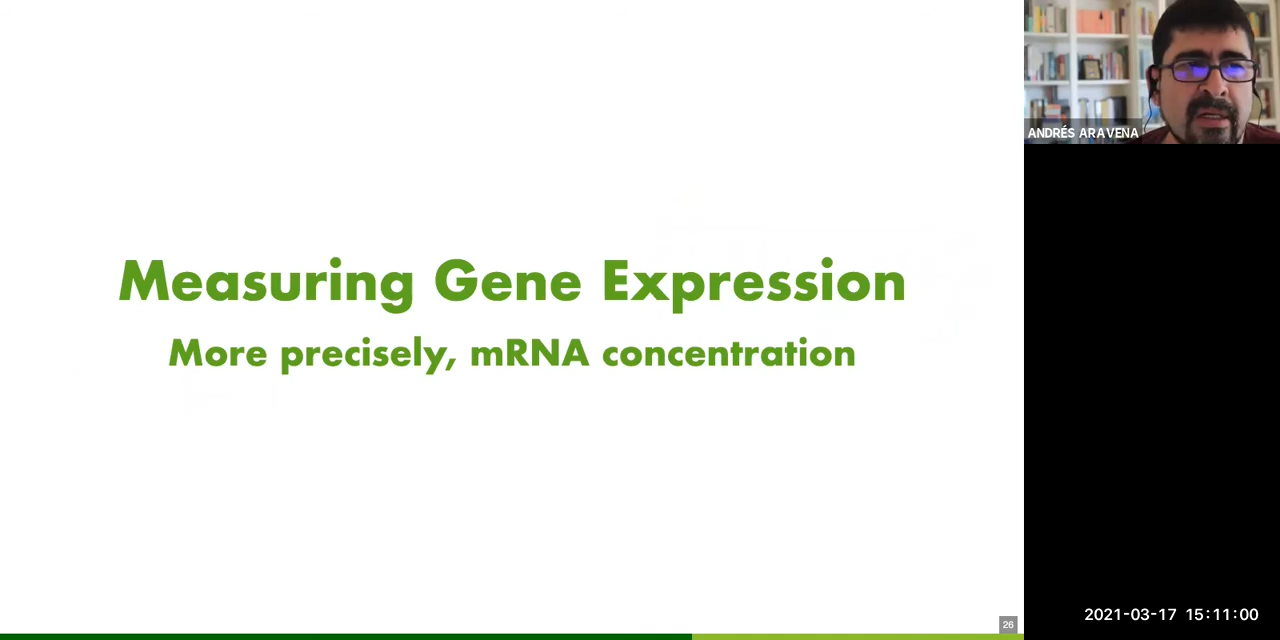 Measuring Gene Expression
More precisely, mRNA concentration
ANDRÉS ARAVENA
26
2021-03-17 15:11:00